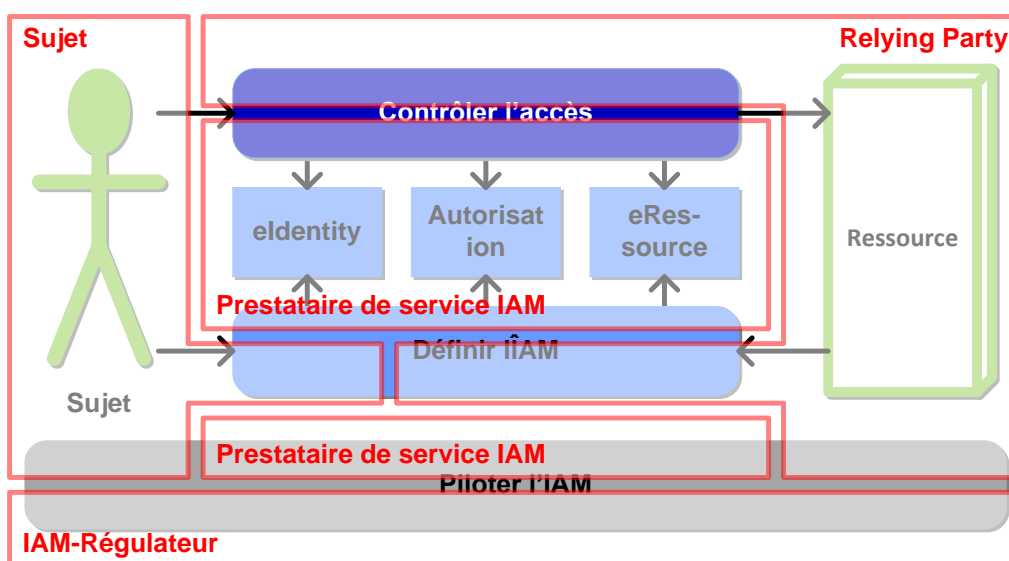 Sujet
Relying Party
Contrôler l'accès
eIdentity
Autorisat
ion
eRes-
source
Ressource
Prestataire de service IAM
Définir lÎAM
Sujet
Prestataire de service IAM
Piloter l'IAM
IAM-Régulateur